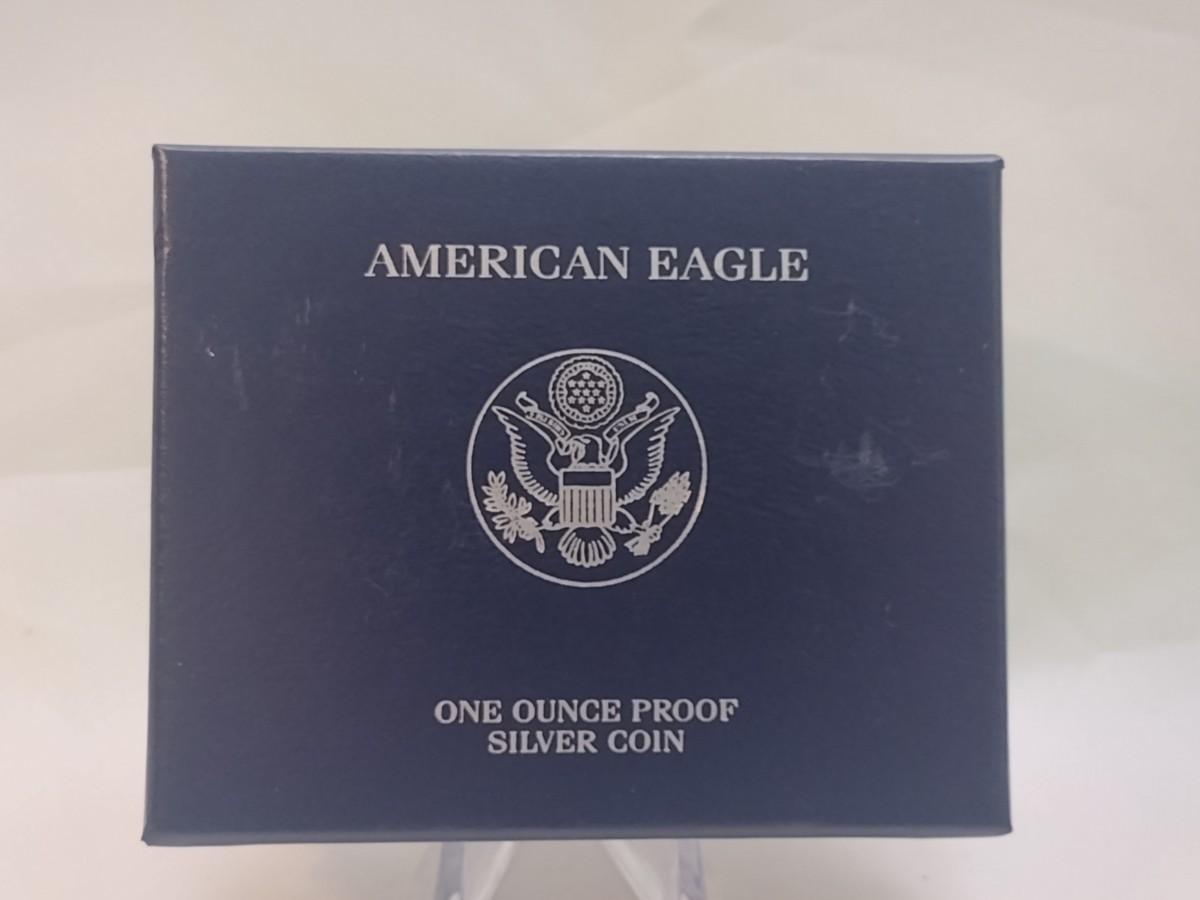 AMERICAN EAGLE
ONE OUNCE PROOF
SILVER COIN